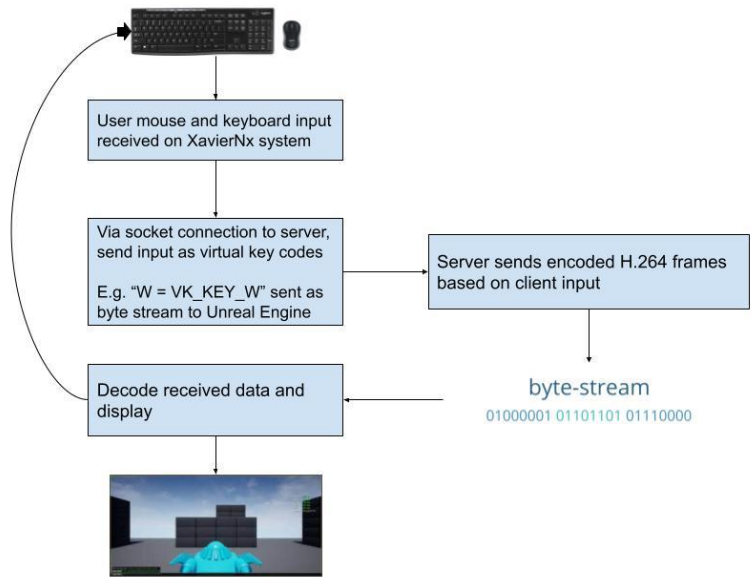 User mouse and keyboard input
received on XavierNx system
Via socket connection to server,
send input as virtual key codes
E.g. “W = VK_KEY_W” sent as
byte stream to Unreal Engine
Server sends encoded H.264 frames
based on client input
byte-stream
01000001 01101101 01110000
Decode received data and
display